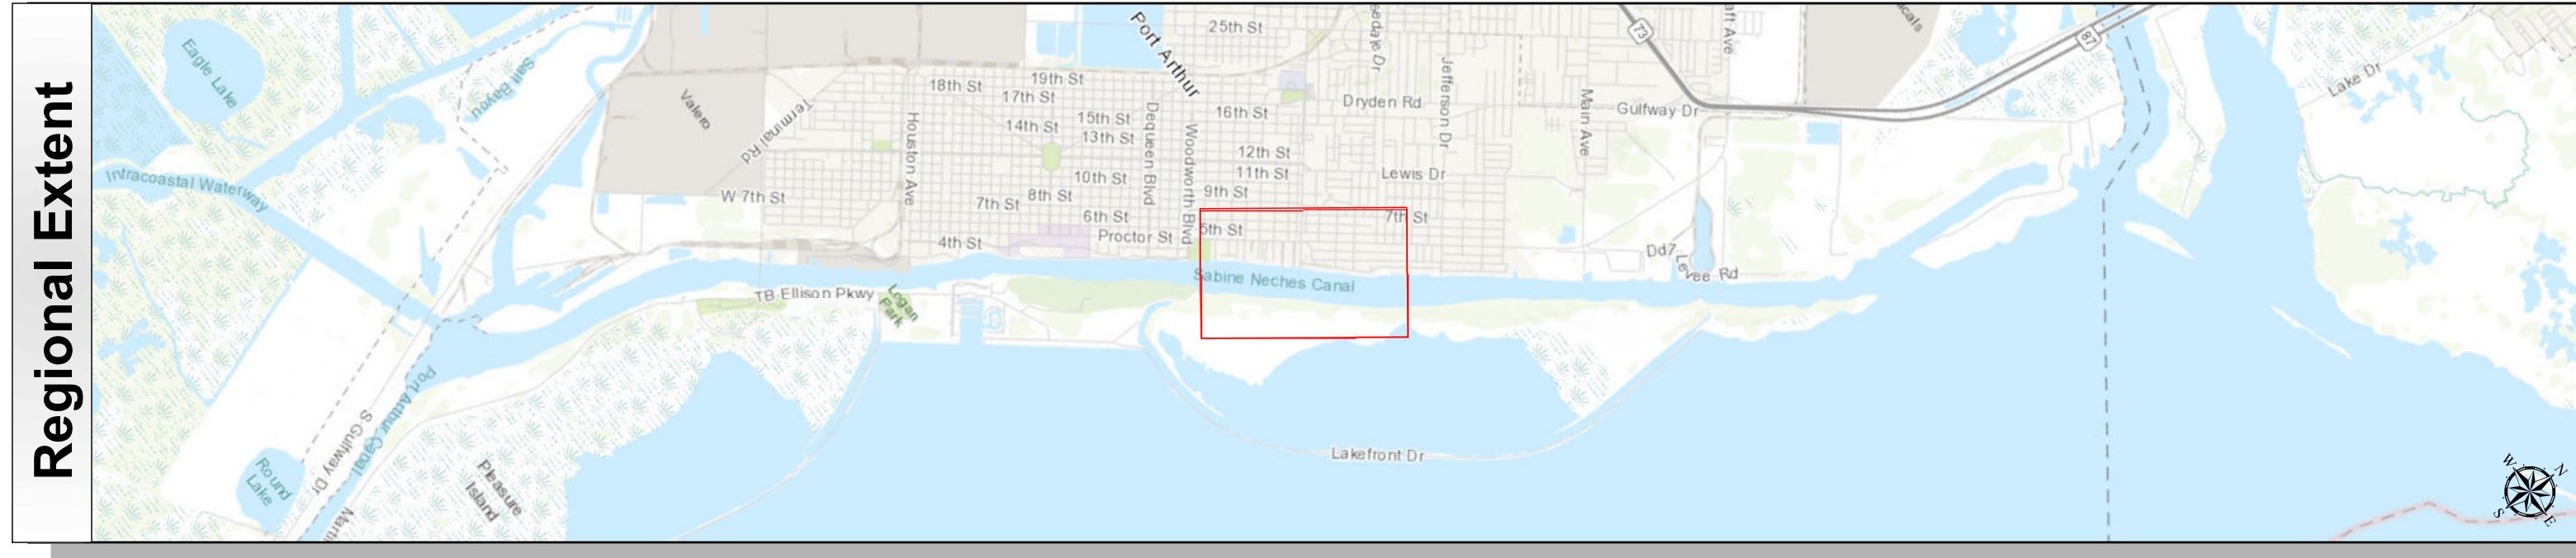 Regional Extent
Eagle Lake
Salt Bayou
Intracoastal Waterway
Round Lake
S Gulfway Dr
Port Arthur Canal
Pleasure Island
Valero
Terminal Rd
W 7th St
Houston Ave
18th St
19th St
17th St
14th St
15th St
13th St
10th St
8th St
7th St
6th St
4th St
Proctor St
Dequeen Blvd
Woodworth Blvd
Port Arthur
25th St
16th St
12th St
11th St
9th St
5th St
7th St
Dryden Rd
Jefferson Dr
Lewis Dr
Main Ave
Gulfway Dr
73
87
Lake Dr
Dd7
Levee Rd
Sabine Neches Canal
TB Ellison Pkwy
Logan Park
Lakefront Dr
W
N
S
E